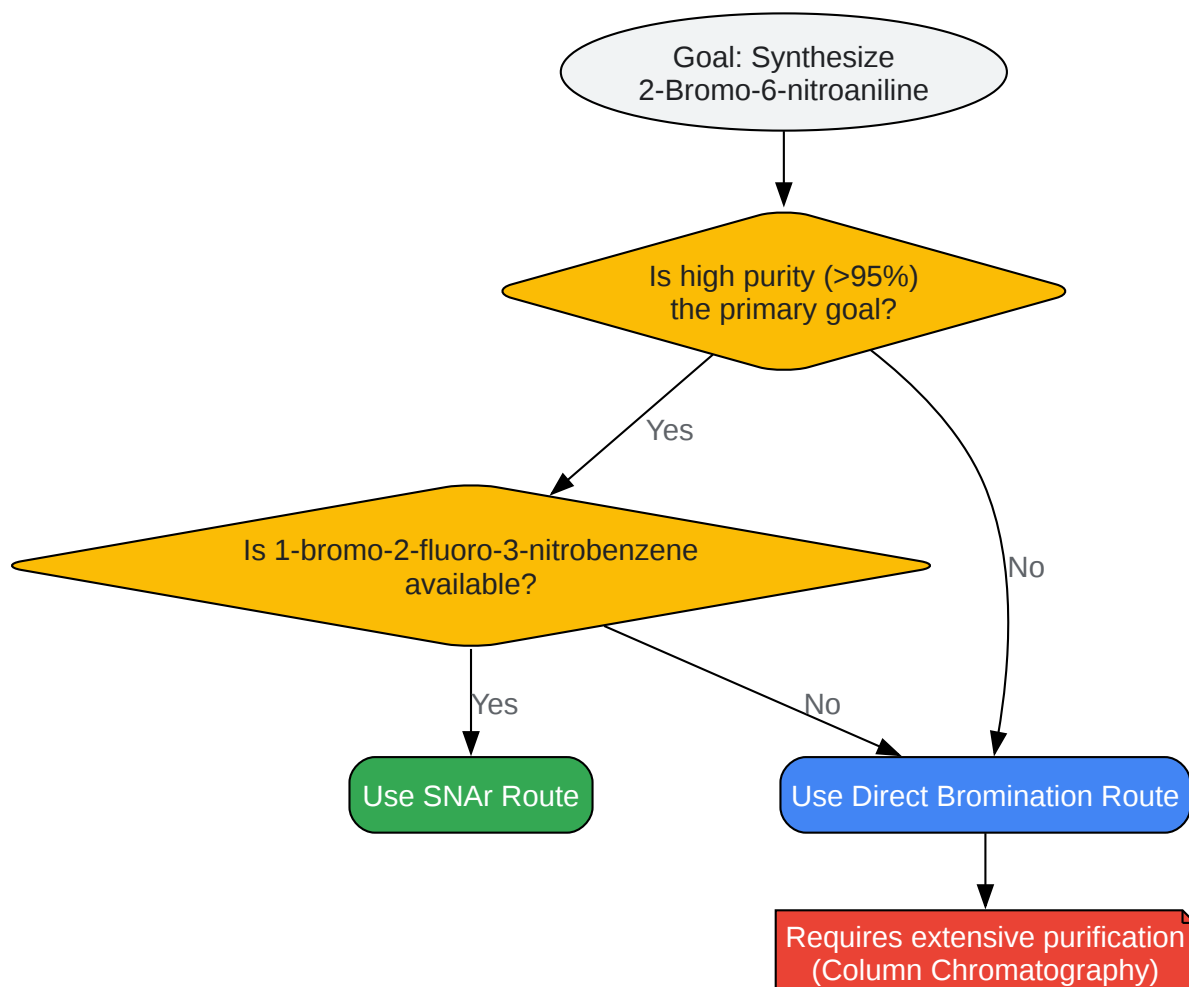 Goal: Synthesize
2-Bromo-6-nitroaniline
Is high purity (>95%)
the primary goal?
Yes
No
Is 1-bromo-2-fluoro-3-nitrobenzene
available?
Yes
No
Use SNAr Route
Use Direct Bromination Route
Requires extensive purification
(Column Chromatography)